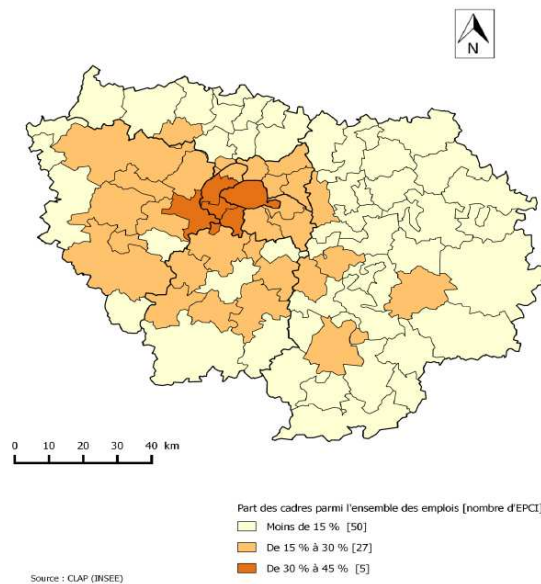 N
0 10 20 30 40 km
Part des cadres parmi l'ensemble des emplois [nombre d'EPCI]
Moins de 15 % [50]
De 15 % à 30 % [27]
De 30 % à 45 % [5]
Source : CLAP (INSEE)